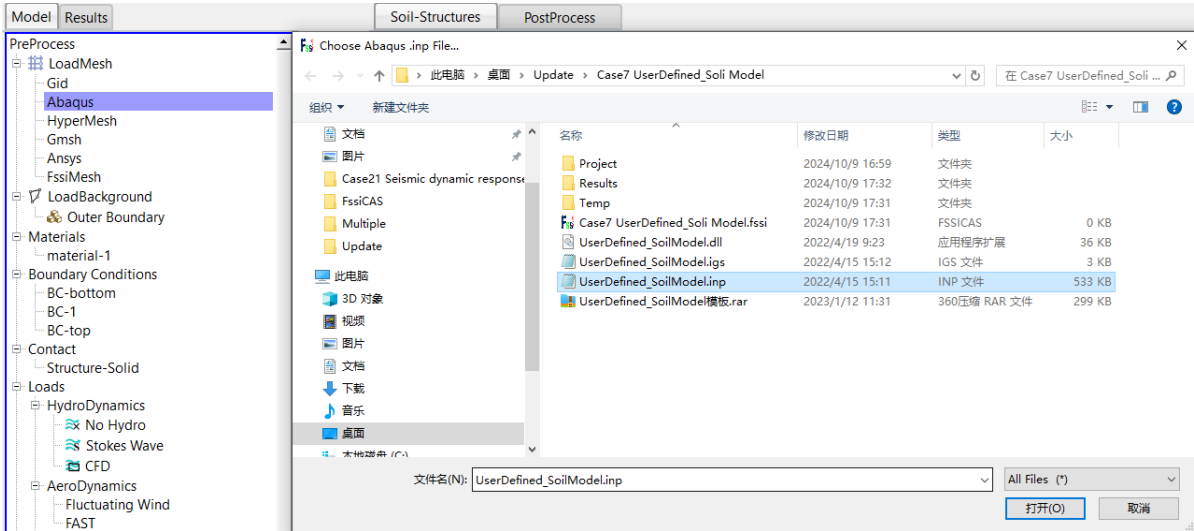 Model Results
Soil-Structures PostProcess
PreProcess
LoadMesh
Gid
Abaqus
HyperMesh
Gmsh
Ansys
FssiMesh
LoadBackground
Outer Boundary
Materials
material-1
Boundary Conditions
BC-bottom
BC-1
BC-top
Contact
Structure-Solid
Loads
HydroDynamics
No Hydro
Stokes Wave
CFD
AeroDynamics
Fluctuating Wind
FAST
Choose Abaqus .inp File...
此电脑 > 桌面 > Update > Case7 UserDefined_Soli Model
在 Case7 UserDefined_Soli ...
组织 新建文件夹
文档
图片
Case21 Seismic dynamic response
FssiCAS
Multiple
Update
此电脑
3D 对象
视频
图片
文档
下载
音乐
桌面
本地磁盘 (C:)
名称 修改日期 类型 大小
Project 2024/10/9 16:59 文件夹
Results 2024/10/9 17:32 文件夹
Temp 2024/10/9 17:31 文件夹
Case7 UserDefined_Soli Model.fssi 2024/10/9 17:31 FSSICAS 0 KB
UserDefined_SoilModel.dll 2022/4/19 9:23 应用程序扩展 36 KB
UserDefined_SoilModel.igs 2022/4/15 15:12 IGS 文件 3 KB
UserDefined_SoilModel.inp 2022/4/15 15:11 INP 文件 533 KB
UserDefined_SoilModel模板.rar 2023/1/12 11:31 360压缩 RAR 文件 299 KB
文件名(N): UserDefined_SoilModel.inp All Files (*)
打开(O) 取消